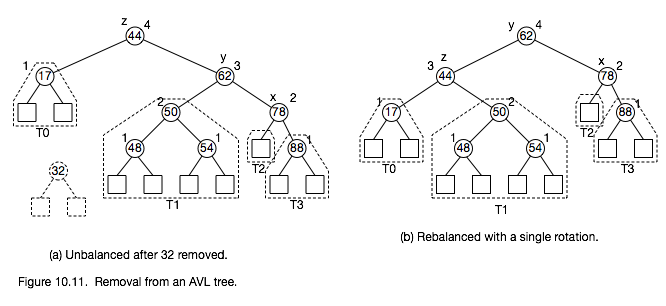 z 4
44
y 4
62
1 17
y
62 3
3 z
44
x 2
78
2
50
x 2
78
1
17
2
50
1
88
T0
1
48
54 1
T2
88 1
1
48
54 1
T2
T0
T3
32
T1
T3
T1
(a) Unbalanced after 32 removed.
(b) Rebalanced with a single rotation.
Figure 10.11. Removal from an AVL tree.